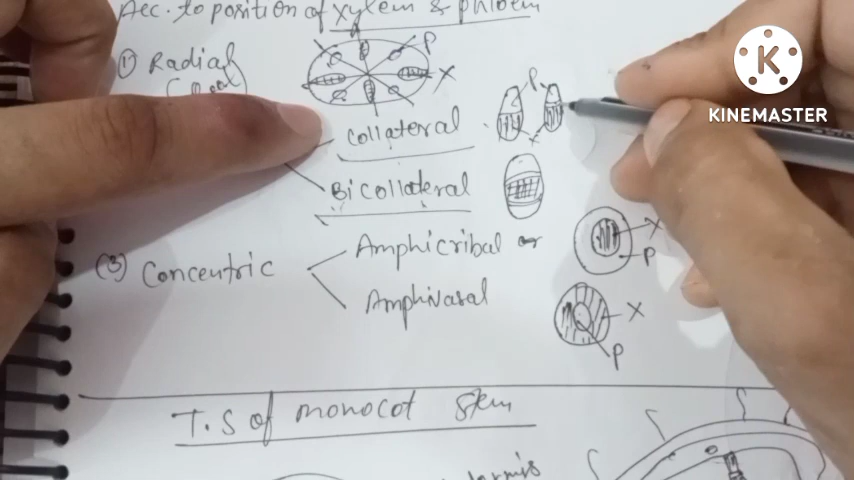 Acc. to position of xylem & phloem
(1) Radial
P
X
Collateral
P
X
Bicollateral
(3) Concentric
Amphicribal or
X
P
Amphivasal
X
P
T.S of monocot stem
K
KINEMASTER